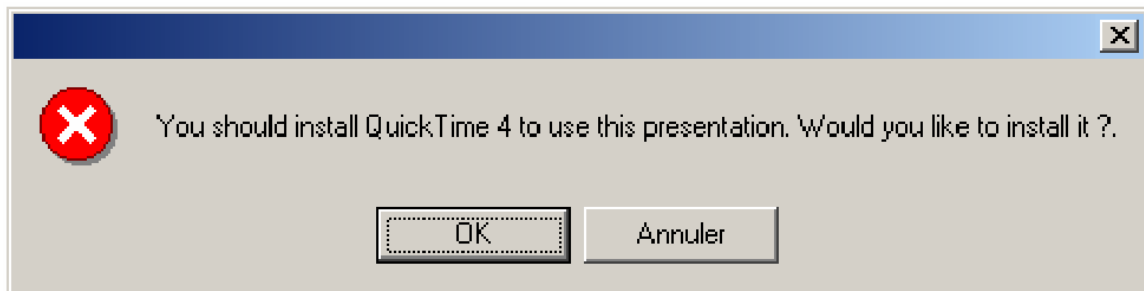 You should install QuickTime 4 to use this presentation. Would you like to install it ?.
OK
Annuler